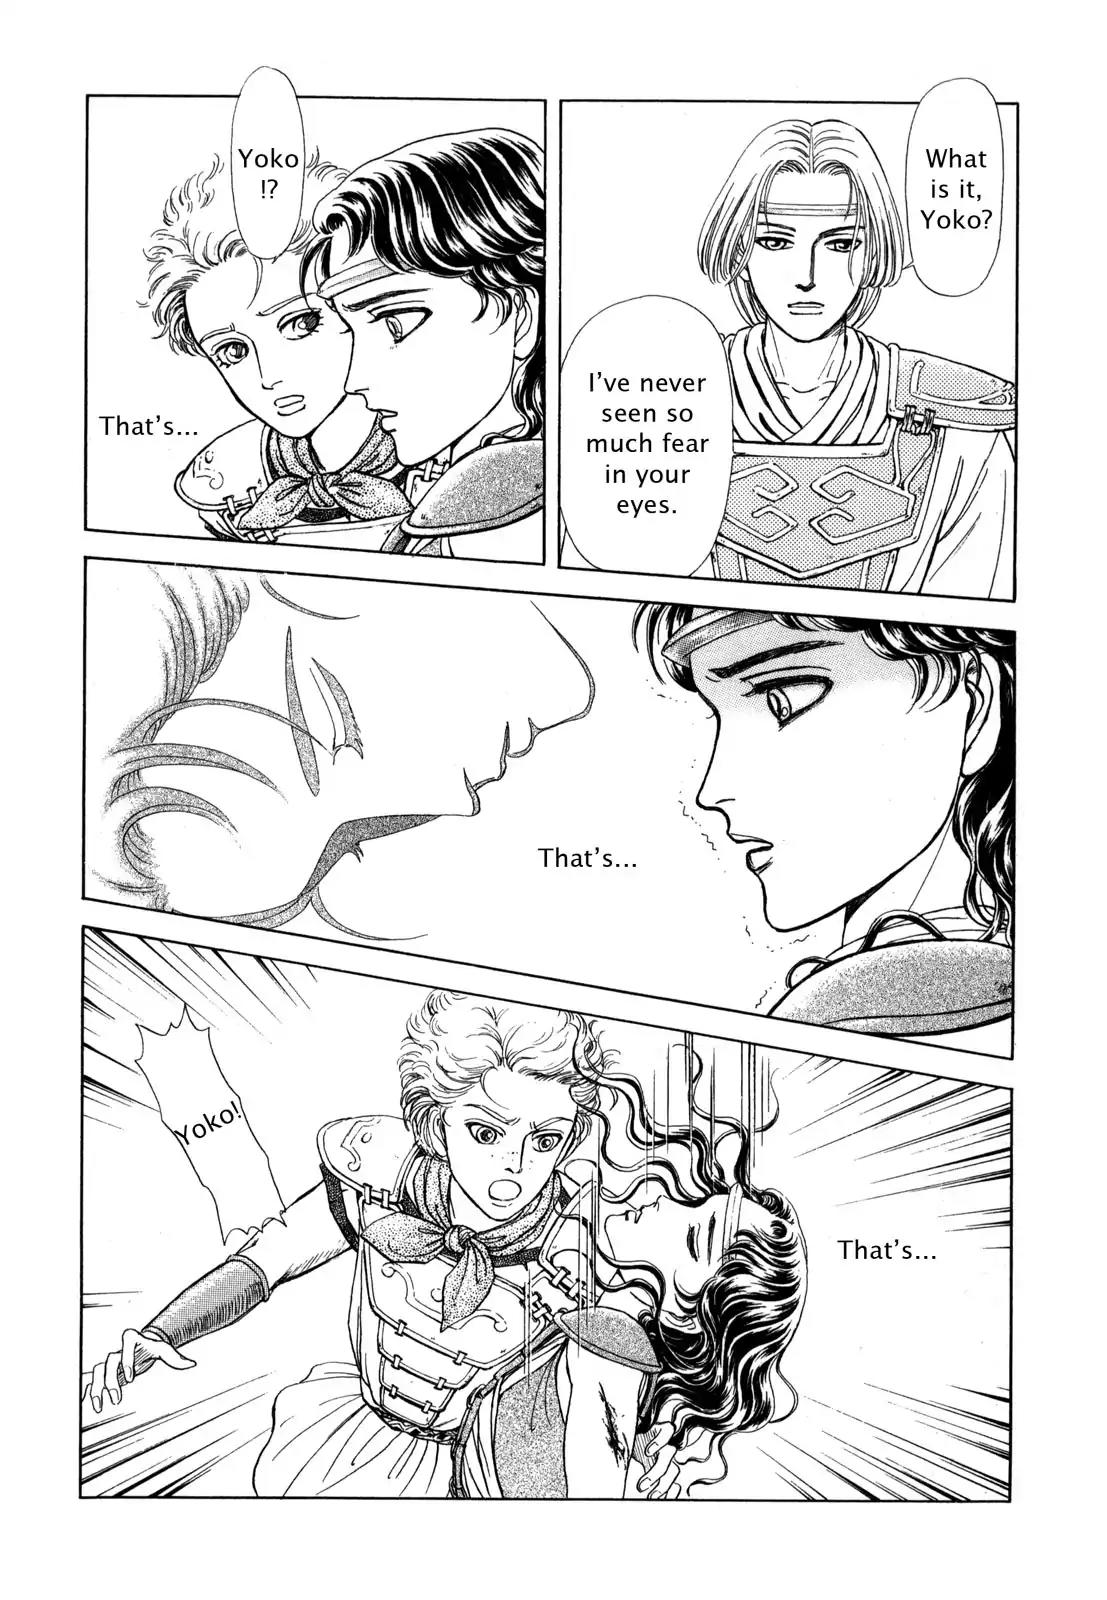 What
is it,
Yoko?
I've never
seen so
much fear
in your
eyes.
Yoko
!?
That's...
That's...
Yoko!
That's...